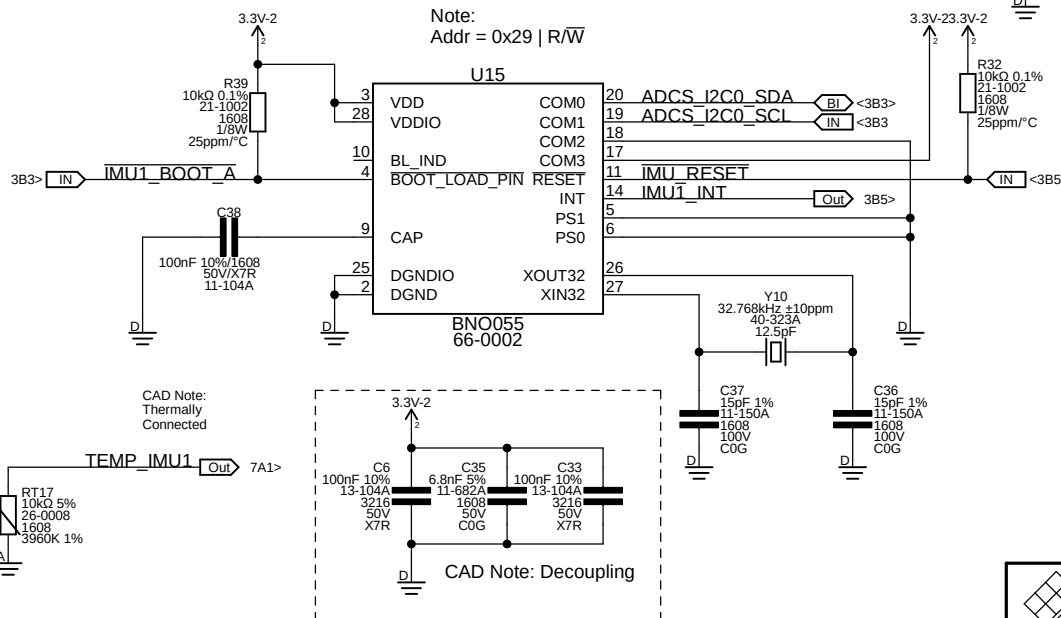 Note:
Addr = 0x29 | R/W
3.3V-2
2
3.3V-2
2
3.3V-2
2
D
U15
R39
10kΩ 0.1%
21-1002
1608
1/8W
25ppm/°C
R32
10kΩ 0.1%
21-1002
1608
1/8W
25ppm/°C
3 VDD COM0 20 ADCS_I2C0_SDA BI <3B3>
28 VDDIO COM1 19 ADCS_I2C0_SCL IN <3B3
COM2 18
10 BL_IND COM3 17
3B3> IN IMU1_BOOT_A 4 BOOT_LOAD_PIN RESET 11 IMU_RESET IN <3B5
INT 14 IMU1_INT Out 3B5>
PS1 5
9 CAP PS0 6
25 DGNDIO XOUT32 26
2 DGND XIN32 27
BNO055
66-0002
C38
100nF 10%/1608
50V/X7R
11-104A
D
D
D
Y10
32.768kHz ±10ppm
40-323A
12.5pF
C37
15pF 1%
11-150A
1608
100V
C0G
D
C36
15pF 1%
11-150A
1608
100V
C0G
D
CAD Note:
Thermally
Connected
TEMP_IMU1 Out 7A1>
RT17
10kΩ 5%
26-0008
1608
3960K 1%
A
3.3V-2
2
C6
100nF 10%
13-104A
3216
50V
X7R
C35
6.8nF 5%
11-682A
1608
50V
C0G
C33
100nF 10%
13-104A
3216
50V
X7R
D
CAD Note: Decoupling